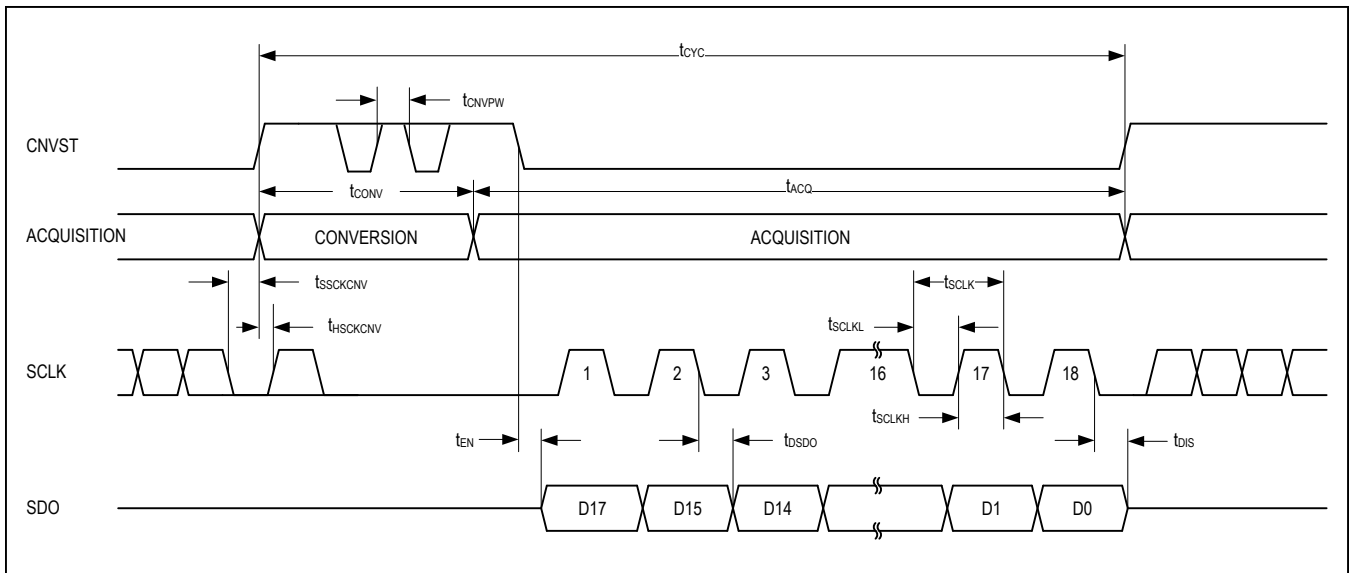 tCYC
tCNVPW
CNVST
tCONV
tACQ
ACQUISITION
CONVERSION
ACQUISITION
tSSCKCNV
tSCLK
tHSCKCNV
tSCLKL
SCLK
1
2
3
16
17
18
tSCLKH
tEN
tDSDO
tDIS
SDO
D17
D15
D14
D1
D0